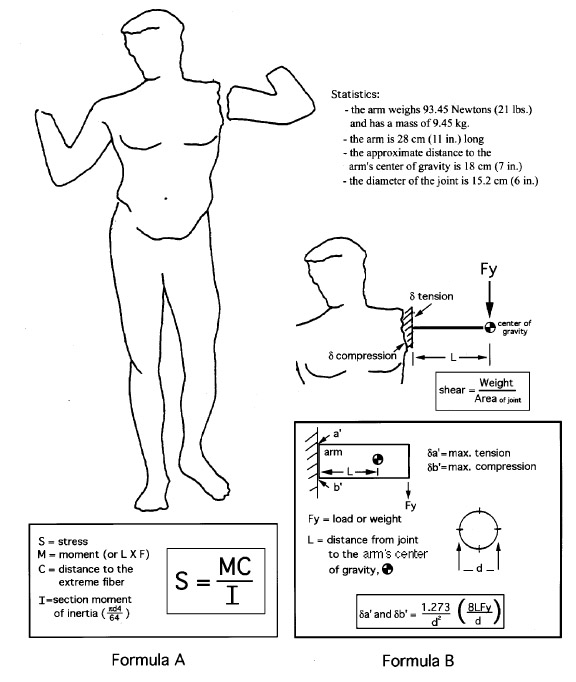 Statistics:
- the arm weighs 93.45 Newtons (21 lbs.)
and has a mass of 9.45 kg.
- the arm is 28 cm (11 in.) long
- the approximate distance to the
arm's center of gravity is 18 cm (7 in.)
- the diameter of the joint is 15.2 cm (6 in.)
Fy
δ tension
center of
gravity
δ compression
L
shear = Weight / Area of joint
a'
arm
L
b'
Fy
δa'= max. tension
δb'= max. compression
Fy = load or weight
L = distance from joint
to the arm's center
of gravity,
d
δa' and δb' = 1.273 / d² (8LFy / d)
S = stress
M = moment (or L X F)
C = distance to the
extreme fiber
I=section moment
of inertia (πd4 / 64)
S = MC / I
Formula A
Formula B